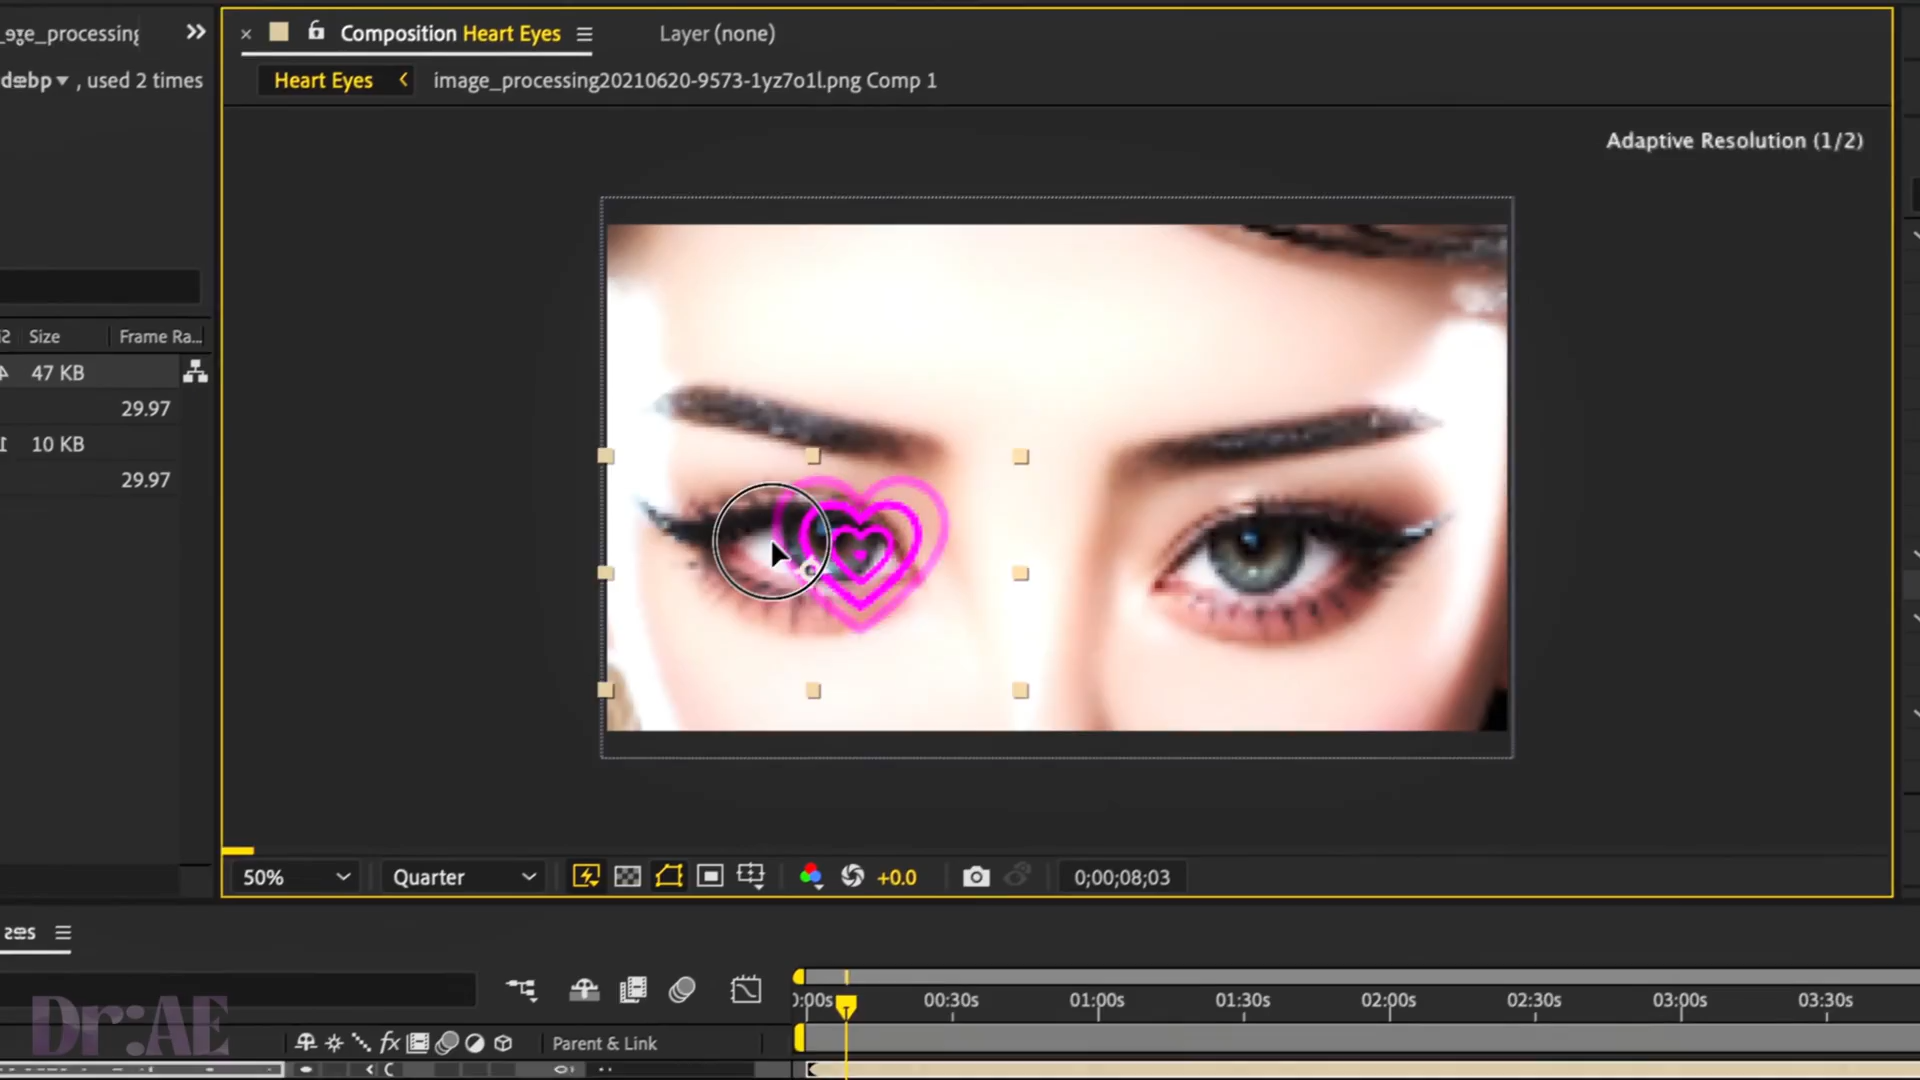 Composition Heart Eyes
Layer (none)
, used 2 times
Heart Eyes
image_processing20210620-9573-1yz7o1l.png Comp 1
Adaptive Resolution (1/2)
Size
Frame Ra...
47 KB
29.97
10 KB
29.97
50%
Quarter
+0.0
0;00;08;03
0:00s
00:30s
01:00s
01:30s
02:00s
02:30s
03:00s
03:30s
Dr:AE
fx
Parent & Link